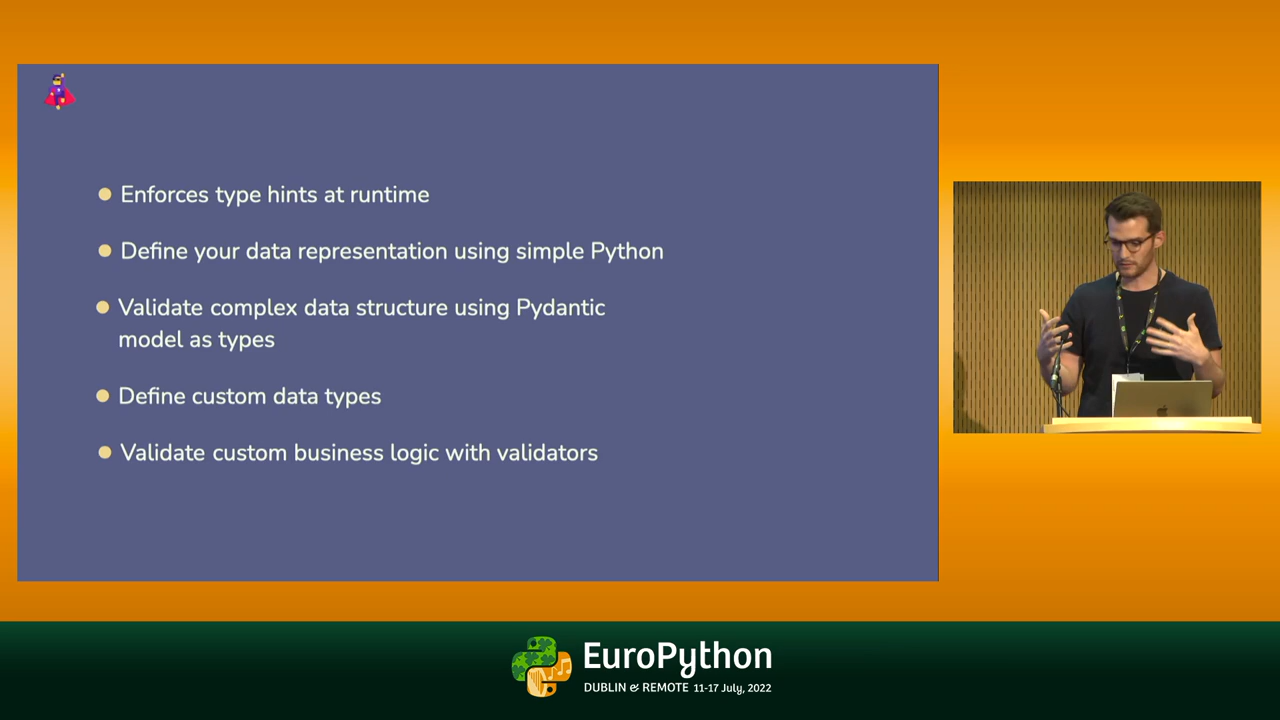 Enforces type hints at runtime
Define your data representation using simple Python
Validate complex data structure using Pydantic
model as types
Define custom data types
Validate custom business logic with validators
EuroPython
DUBLIN & REMOTE 11-17 July, 2022